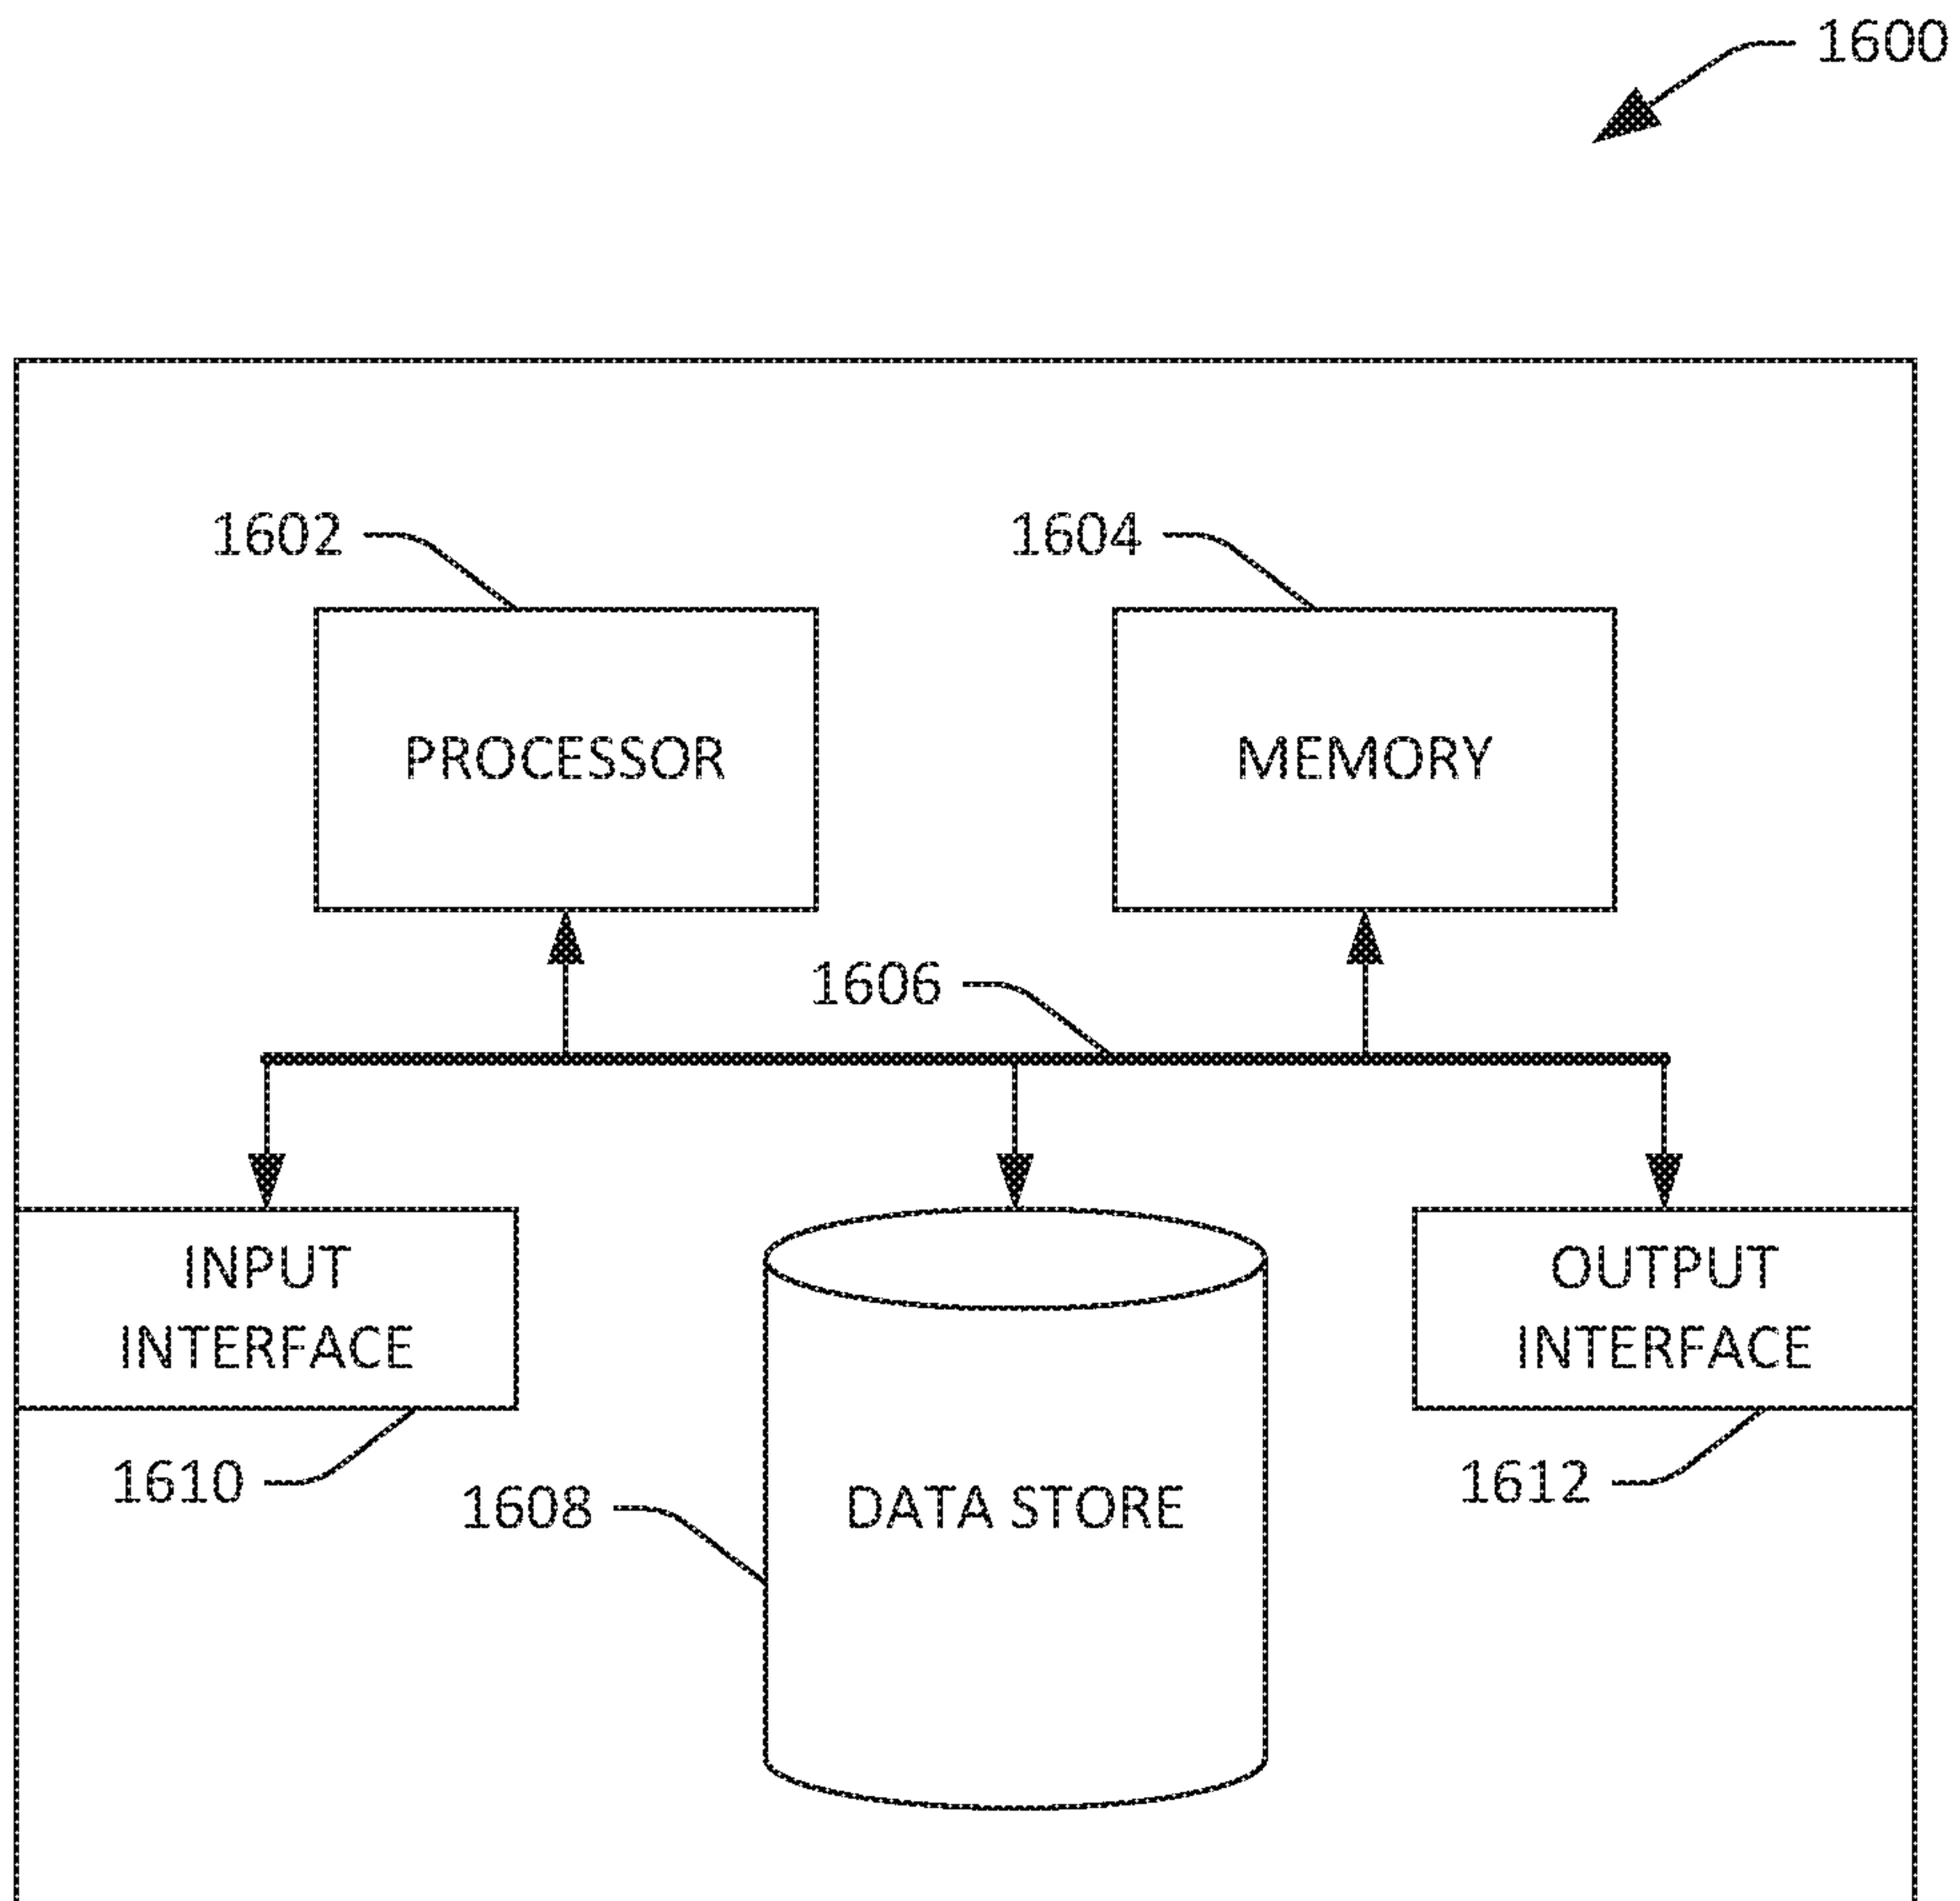 1600
1602
1604
PROCESSOR
MEMORY
1606
INPUT
INTERFACE
OUTPUT
INTERFACE
1610
1608
DATA STORE
1612